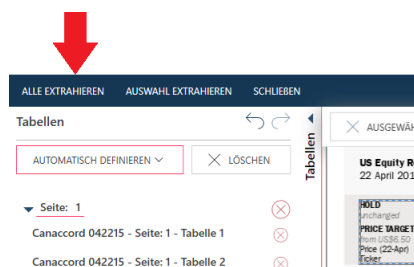 ALLE EXTRAHIEREN AUSWAHL EXTRAHIEREN SCHLIEßEN
Tabellen
AUTOMATISCH DEFINIEREN LÖSCHEN
Seite: 1
Canaccord 042215 - Seite: 1 - Tabelle 1
Canaccord 042215 - Seite: 1 - Tabelle 2
Tabellen
AUSGEWÄH
US Equity R
22 April 201
HOLD
unchanged
PRICE TARGET
from US$6.50
Price (22-Apr)
Ticker